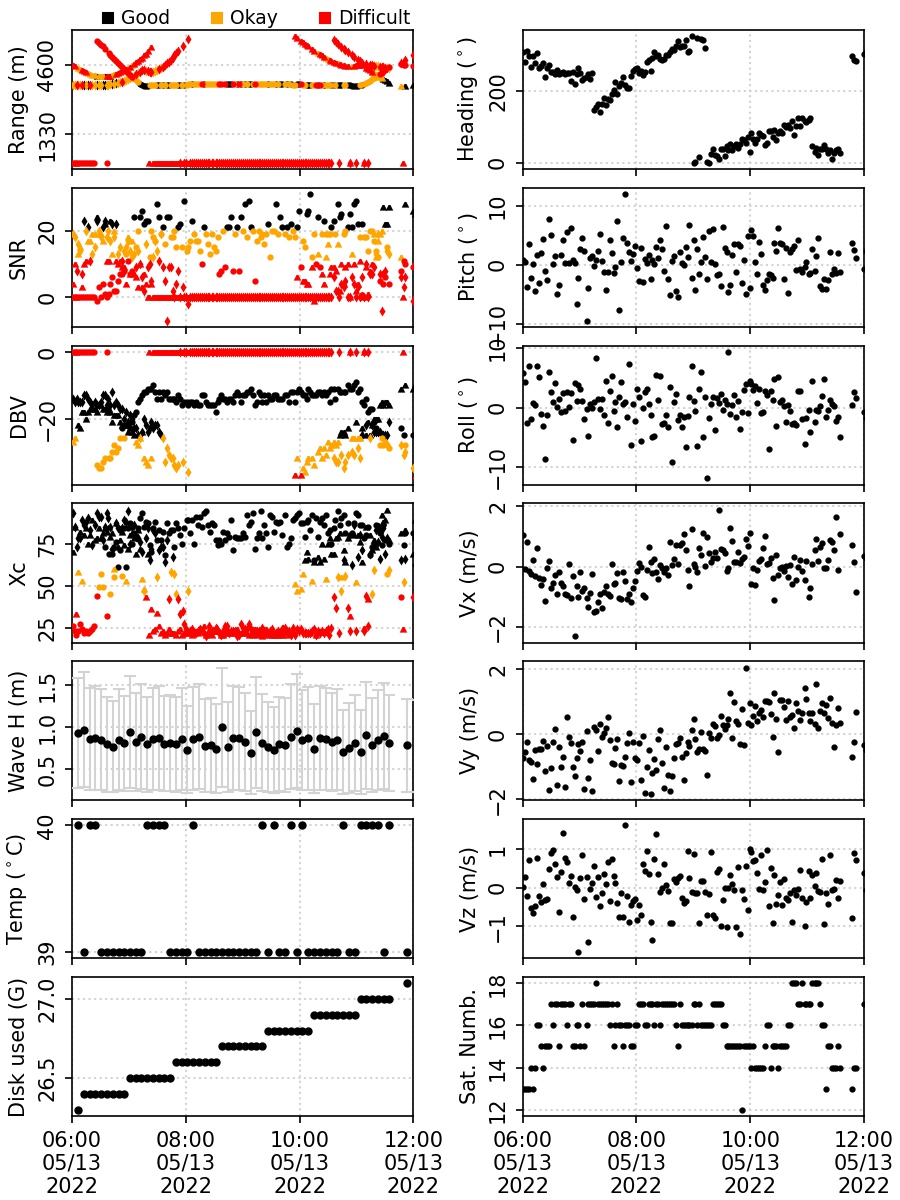 Good Okay Difficult
Range (m)
4600
1330
Heading (°)
200
0
SNR
20
0
Pitch (°)
10
0
−10
DBV
0
−20
Roll (°)
10
0
−10
Xc
75
50
25
Vx (m/s)
2
0
−2
Wave H (m)
1.5
1.0
0.5
Vy (m/s)
2
0
−2
Temp (°C)
40
39
Vz (m/s)
1
0
−1
Disk used (G)
27.0
26.5
Sat. Numb.
18
16
14
12
06:00 08:00 10:00 12:00
05/13 05/13 05/13 05/13
2022 2022 2022 2022
06:00 08:00 10:00 12:00
05/13 05/13 05/13 05/13
2022 2022 2022 2022